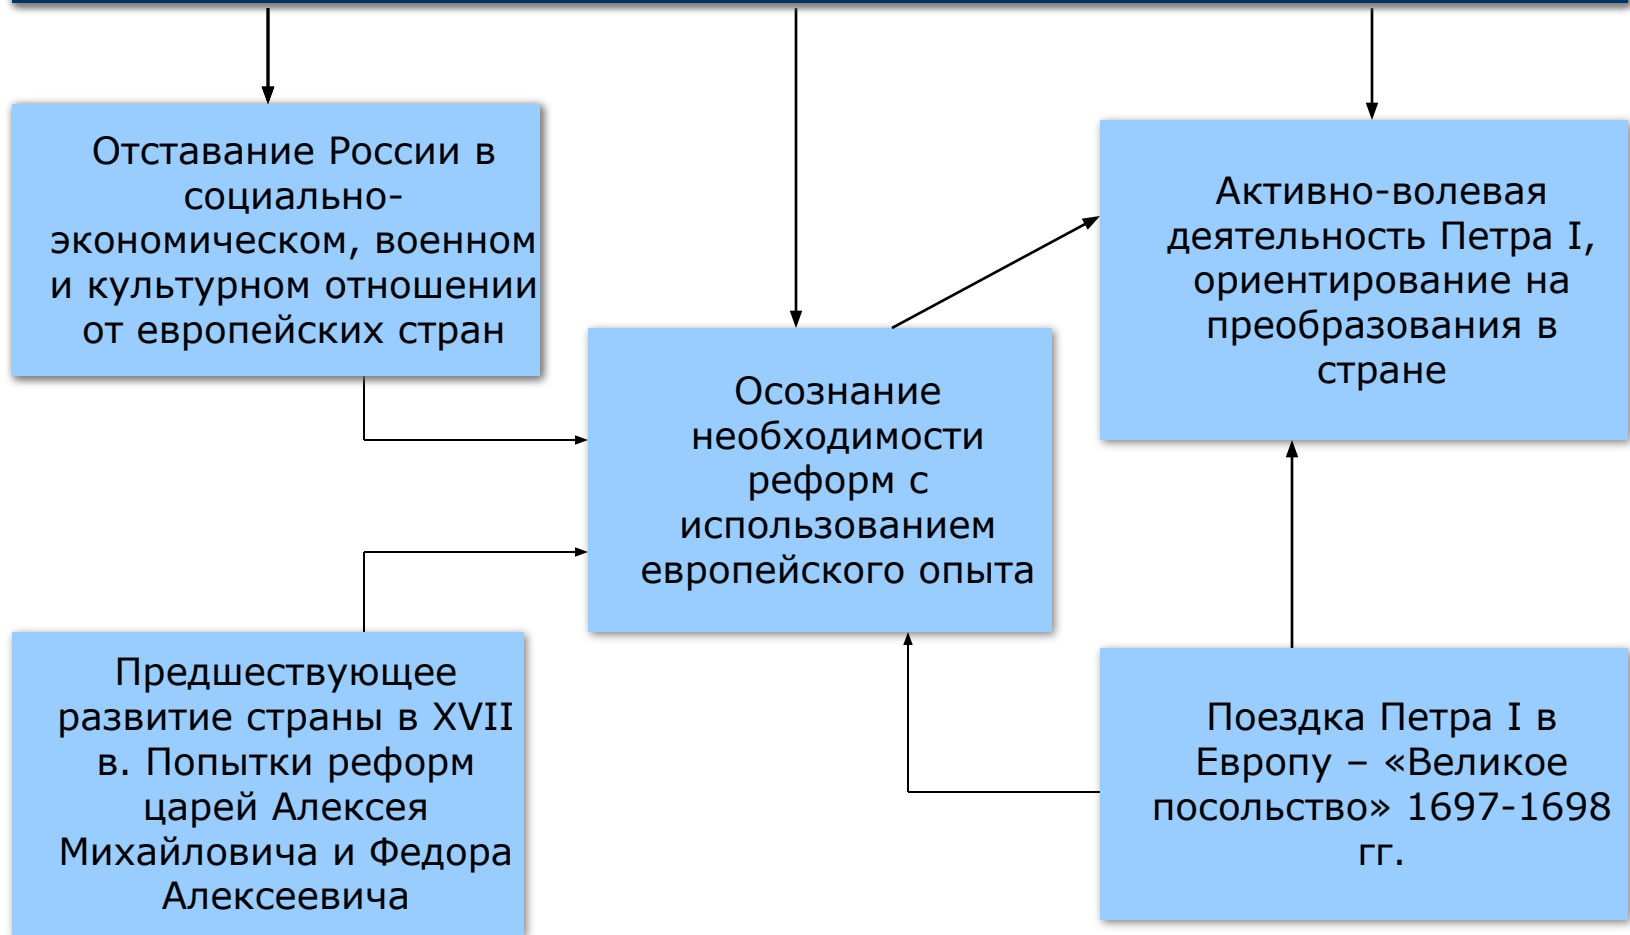 Отставание России в
социально-
экономическом, военном
и культурном отношении
от европейских стран
Активно-волевая
деятельность Петра I,
ориентирование на
преобразования в
стране
Осознание
необходимости
реформ с
использованием
европейского опыта
Предшествующее
развитие страны в XVII
в. Попытки реформ
царей Алексея
Михайловича и Федора
Алексеевича
Поездка Петра I в
Европу – «Великое
посольство» 1697-1698
гг.